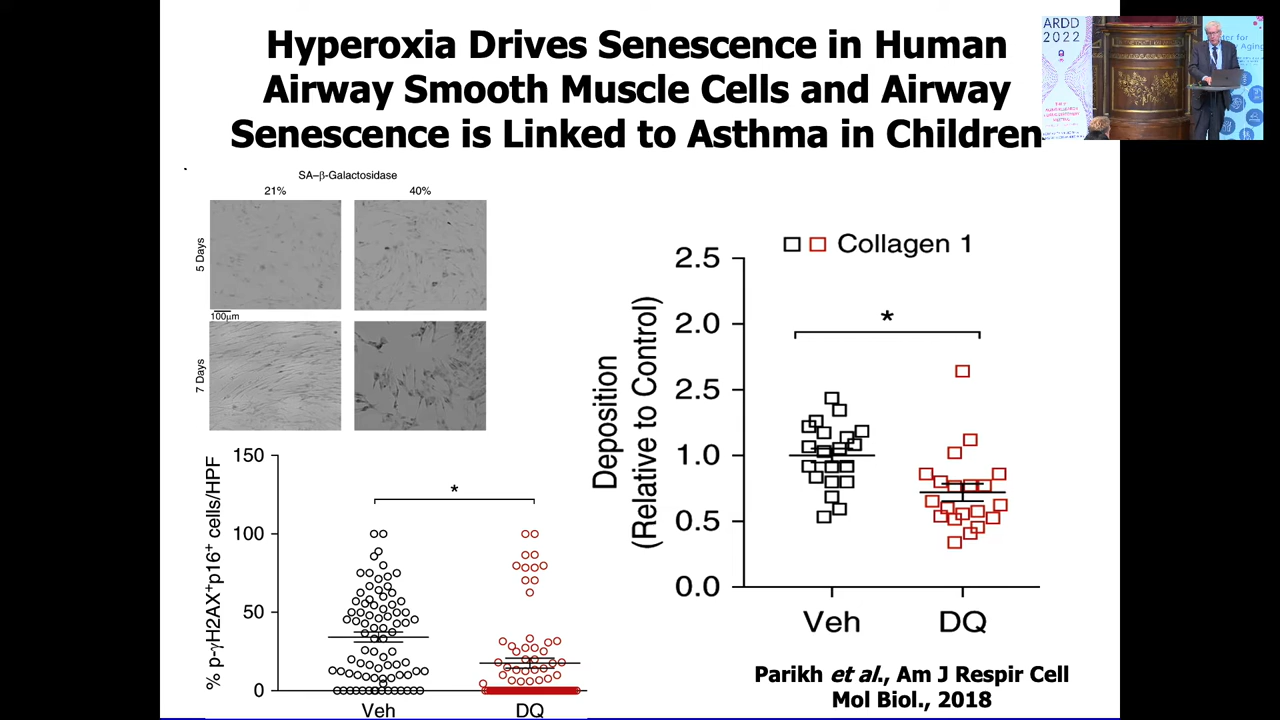 Hyperoxia Drives Senescence in Human
Airway Smooth Muscle Cells and Airway
Senescence is Linked to Asthma in Children
ARDD
2022
SA–β-Galactosidase
21%
40%
5 Days
100μm
7 Days
% p-γH2AX⁺p16⁺ cells/HPF
150
100
50
0
*
Veh
DQ
Collagen 1
Deposition
(Relative to Control)
2.5
2.0
2.5
1.0
0.5
0.0
*
Veh
DQ
Parikh et al., Am J Respir Cell
Mol Biol., 2018